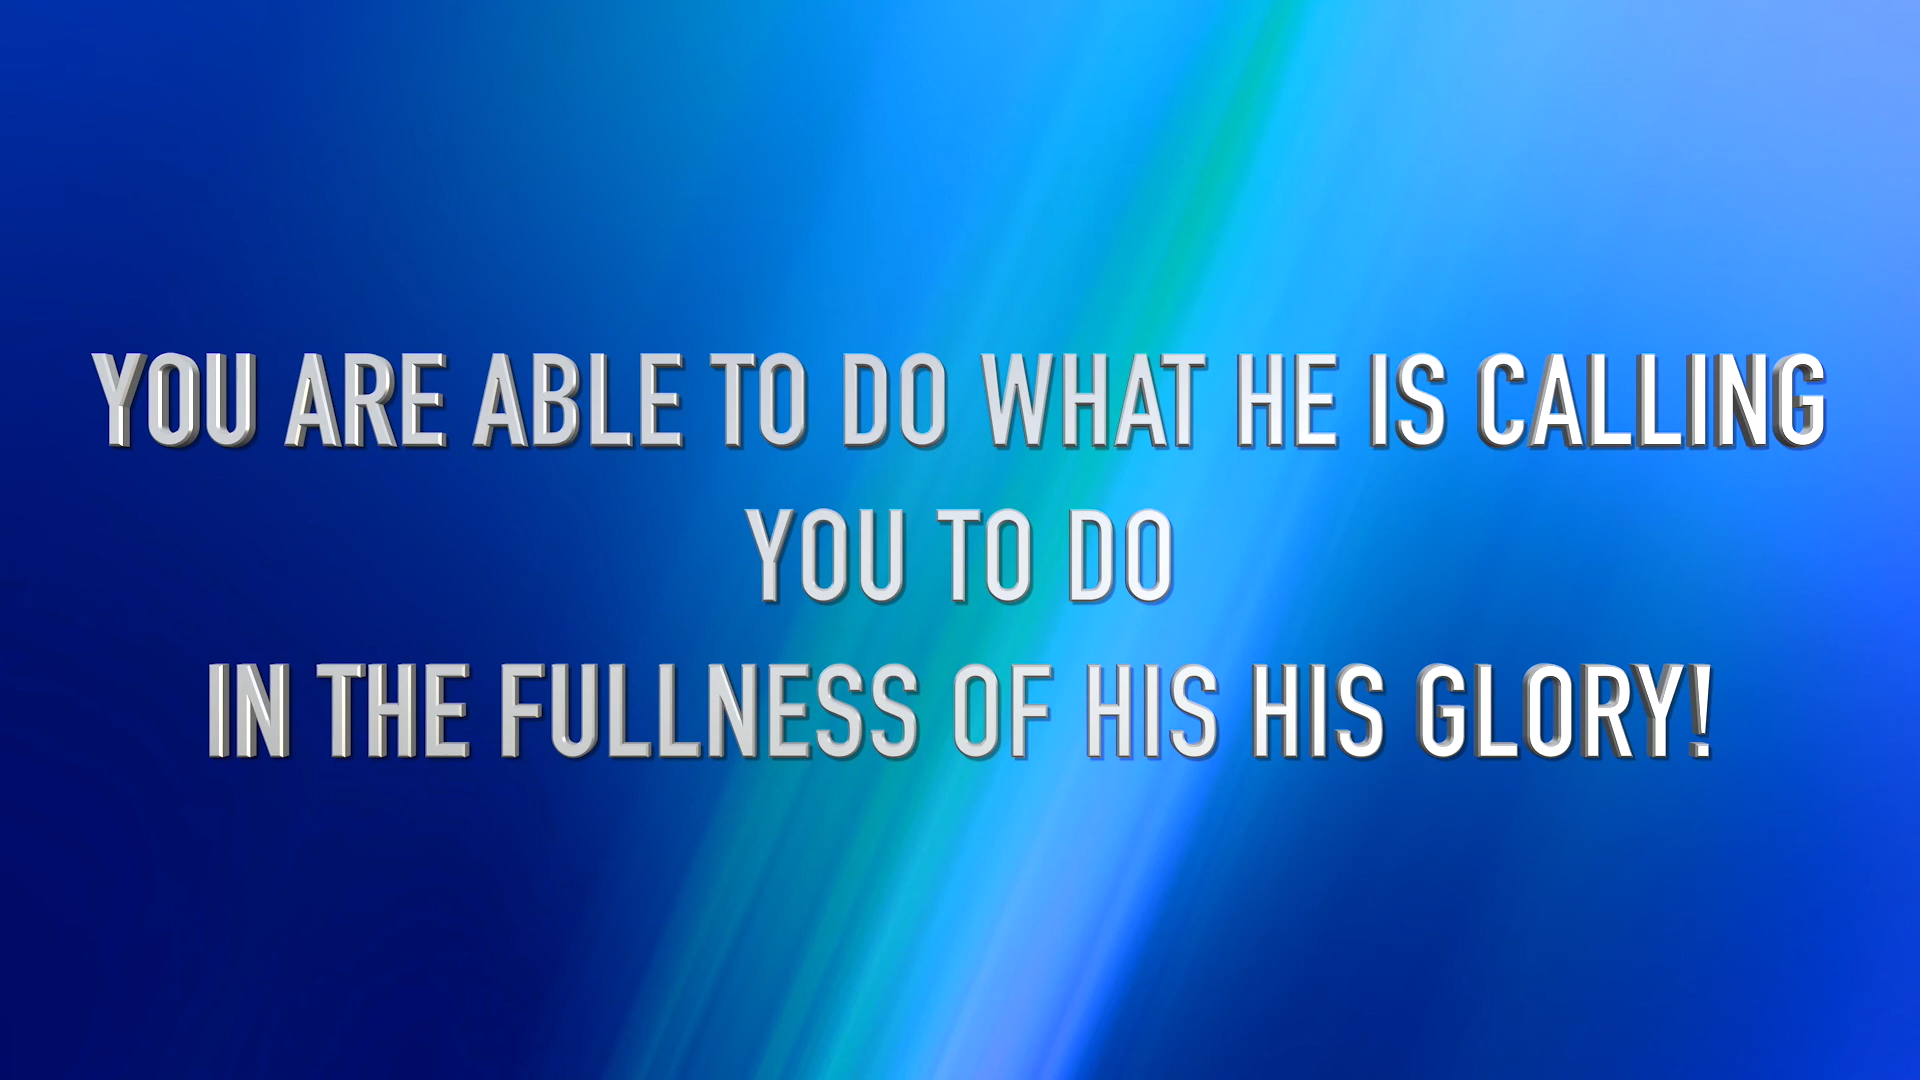 YOU ARE ABLE TO DO WHAT HE IS CALLING
YOU TO DO
IN THE FULLNESS OF HIS HIS GLORY!